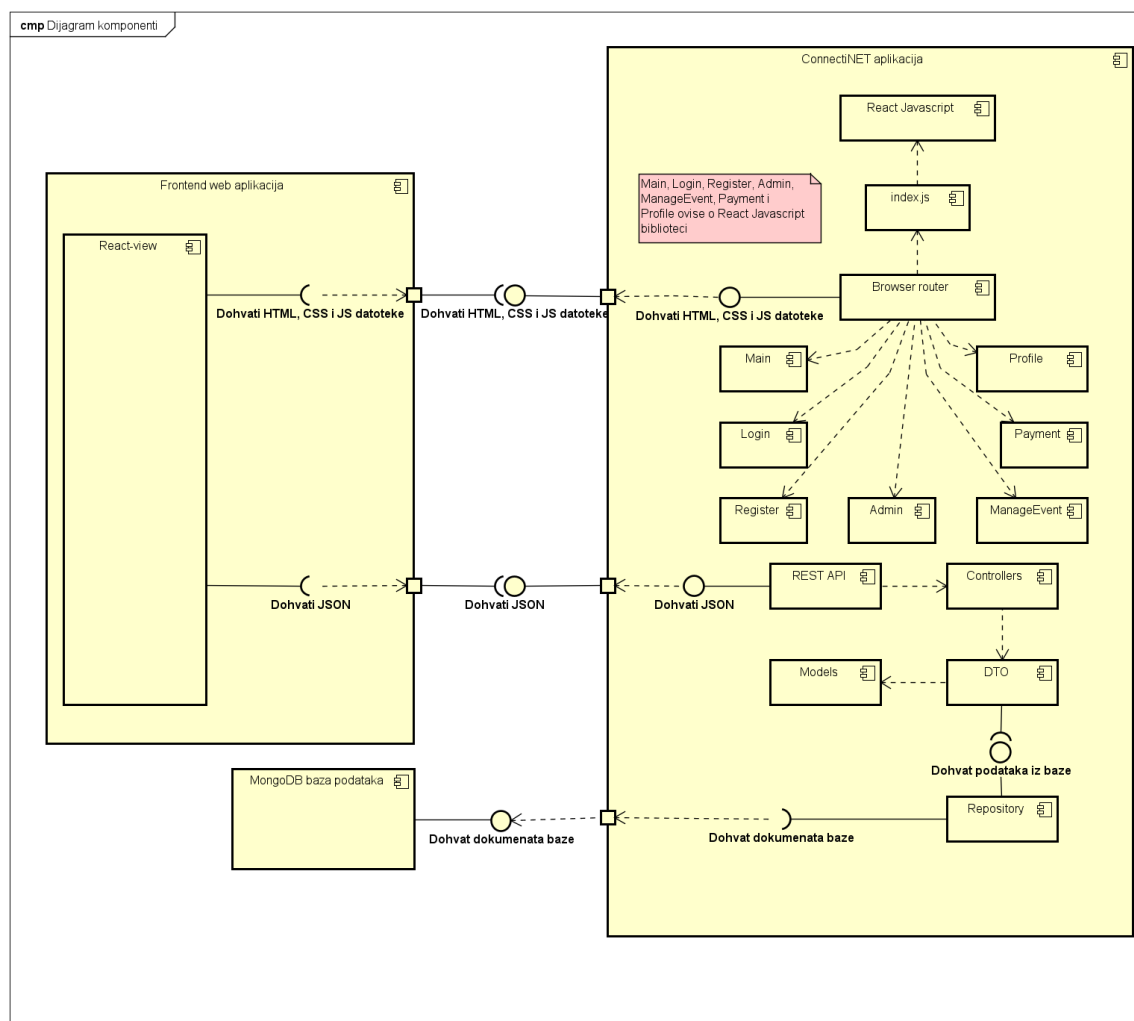 cmp Dijagram komponenti
ConnectiNET aplikacija
React Javascript
Frontend web aplikacija
Main, Login, Register, Admin,
ManageEvent, Payment i
Profile ovise o React Javascript
biblioteci
index.js
React-view
Browser router
Dohvati HTML, CSS i JS datoteke
Dohvati HTML, CSS i JS datoteke
Dohvati HTML, CSS i JS datoteke
Main
Profile
Login
Payment
Register
Admin
ManageEvent
REST API
Controllers
Dohvati JSON
Dohvati JSON
Dohvati JSON
Models
DTO
Dohvat podataka iz baze
MongoDB baza podataka
Repository
Dohvat dokumenata baze
Dohvat dokumenata baze